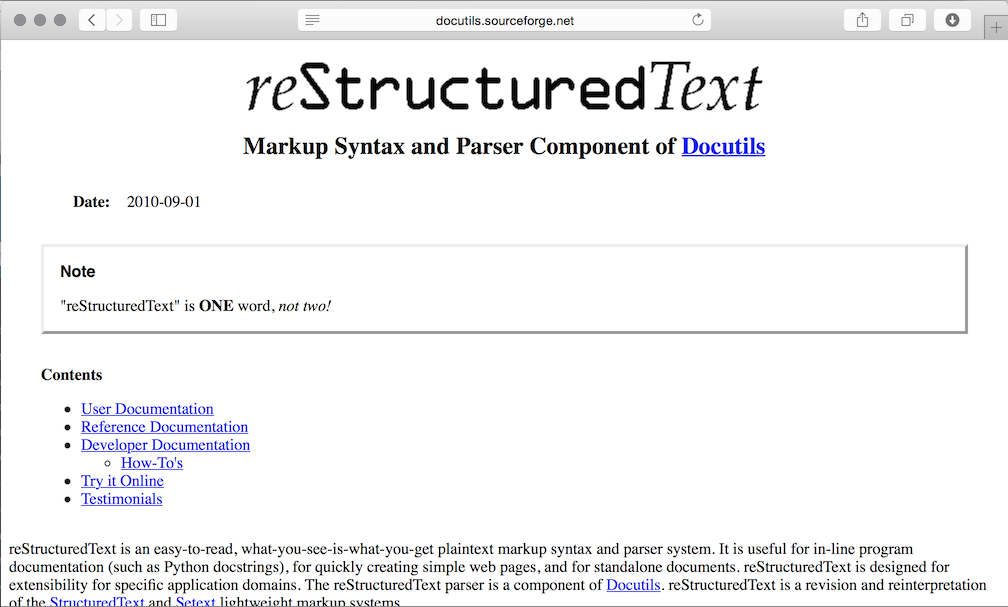 docutils.sourceforge.net
reStructuredText
Markup Syntax and Parser Component of Docutils
Date: 2010-09-01
Note
"reStructuredText" is ONE word, not two!
Contents
User Documentation
Reference Documentation
Developer Documentation
How-To's
Try it Online
Testimonials
reStructuredText is an easy-to-read, what-you-see-is-what-you-get plaintext markup syntax and parser system. It is useful for in-line program
documentation (such as Python docstrings), for quickly creating simple web pages, and for standalone documents. reStructuredText is designed for
extensibility for specific application domains. The reStructuredText parser is a component of Docutils. reStructuredText is a revision and reinterpretation
of the StructuredText and Setext lightweight markup systems.